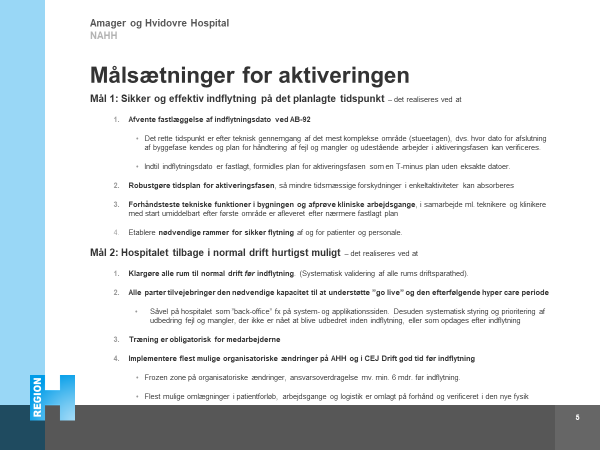 Amager og Hvidovre Hospital
NAHH
Målsætninger for aktiveringen
Mål 1: Sikker og effektiv indflytning på det planlagte tidspunkt – det realiseres ved at
1. Afvente fastlæggelse af indflytningsdato ved AB-92
• Det rette tidspunkt er efter teknisk gennemgang af det mest komplekse område (stueetagen), dvs. hvor dato for afslutning
af byggefase kendes og plan for håndtering af fejl og mangler og udestående arbejder i aktiveringsfasen kan verificeres.
• Indtil indflytningsdato er fastlagt, formidles plan for aktiveringsfasen som en T-minus plan uden eksakte datoer.
2. Robustgøre tidsplan for aktiveringsfasen, så mindre tidsmæssige forskydninger i enkeltaktiviteter kan absorberes
3. Forhåndsteste tekniske funktioner i bygningen og afprøve kliniske arbejdsgange, i samarbejde ml. teknikere og klinikere
med start umiddelbart efter første område er afleveret efter nærmere fastlagt plan
4. Etablere nødvendige rammer for sikker flytning af og for patienter og personale.
Mål 2: Hospitalet tilbage i normal drift hurtigst muligt – det realiseres ved at
1. Klargøre alle rum til normal drift før indflytning. (Systematisk validering af alle rums driftsparathed).
2. Alle parter tilvejebringer den nødvendige kapacitet til at understøtte "go live" og den efterfølgende hyper care periode
• Såvel på hospitalet som "back-office" fx på system- og applikationssiden. Desuden systematisk styring og prioritering af
udbedring fejl og mangler, der ikke er nået at blive udbedret inden indflytning, eller som opdages efter indflytning
3. Træning er obligatorisk for medarbejderne
4. Implementere flest mulige organisatoriske ændringer på AHH og i CEJ Drift god tid før indflytning
• Frozen zone på organisatoriske ændringer, ansvarsoverdragelse mv. min. 6 mdr. før indflytning.
• Flest mulige omlægninger i patientforløb, arbejdsgange og logistik er omlagt på forhånd og verificeret i den nye fysik
REGION
5